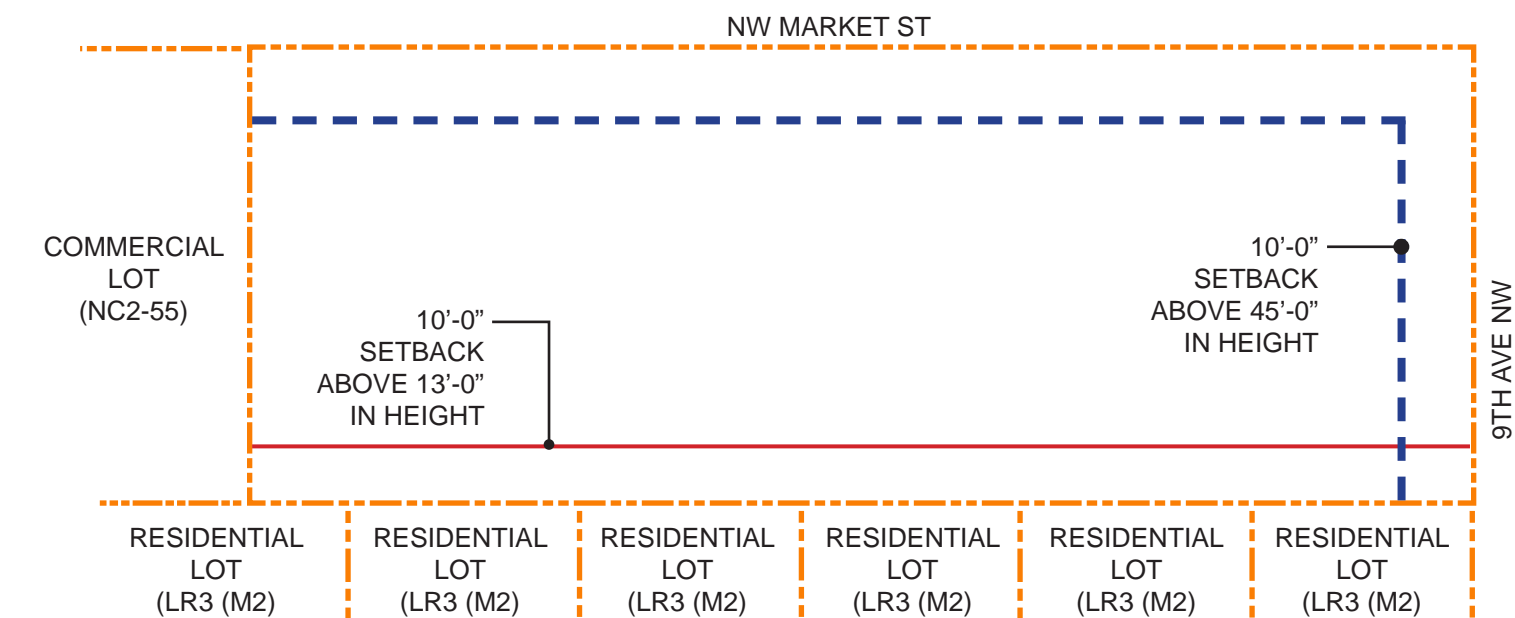 NW MARKET ST
COMMERCIAL
LOT
(NC2-55)
10’-0”
SETBACK
ABOVE 13’-0”
IN HEIGHT
10’-0”
SETBACK
ABOVE 45’-0”
IN HEIGHT
9TH AVE NW
RESIDENTIAL
LOT
(LR3 (M2)
RESIDENTIAL
LOT
(LR3 (M2)
RESIDENTIAL
LOT
(LR3 (M2)
RESIDENTIAL
LOT
(LR3 (M2)
RESIDENTIAL
LOT
(LR3 (M2)
RESIDENTIAL
LOT
(LR3 (M2)